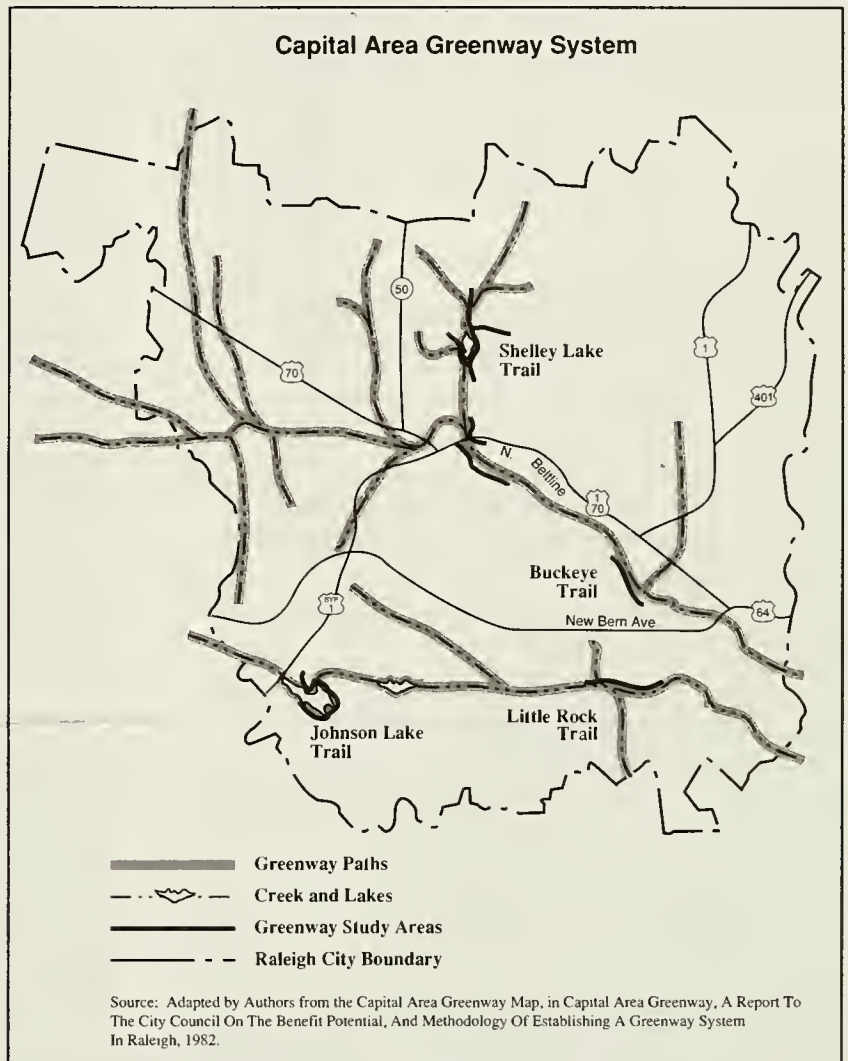 Capital Area Greenway System
50
70
Shelley Lake
Trail
1
401
N.
Beltline
1
70
Buckeye
Trail
BYP
1
64
New Bern Ave
Johnson Lake
Trail
Little Rock
Trail
Greenway Paths
Creek and Lakes
Greenway Study Areas
Raleigh City Boundary
Source: Adapted by Authors from the Capital Area Greenway Map, in Capital Area Greenway, A Report To
The City Council On The Benefit Potential, And Methodology Of Establishing A Greenway System
In Raleigh, 1982.